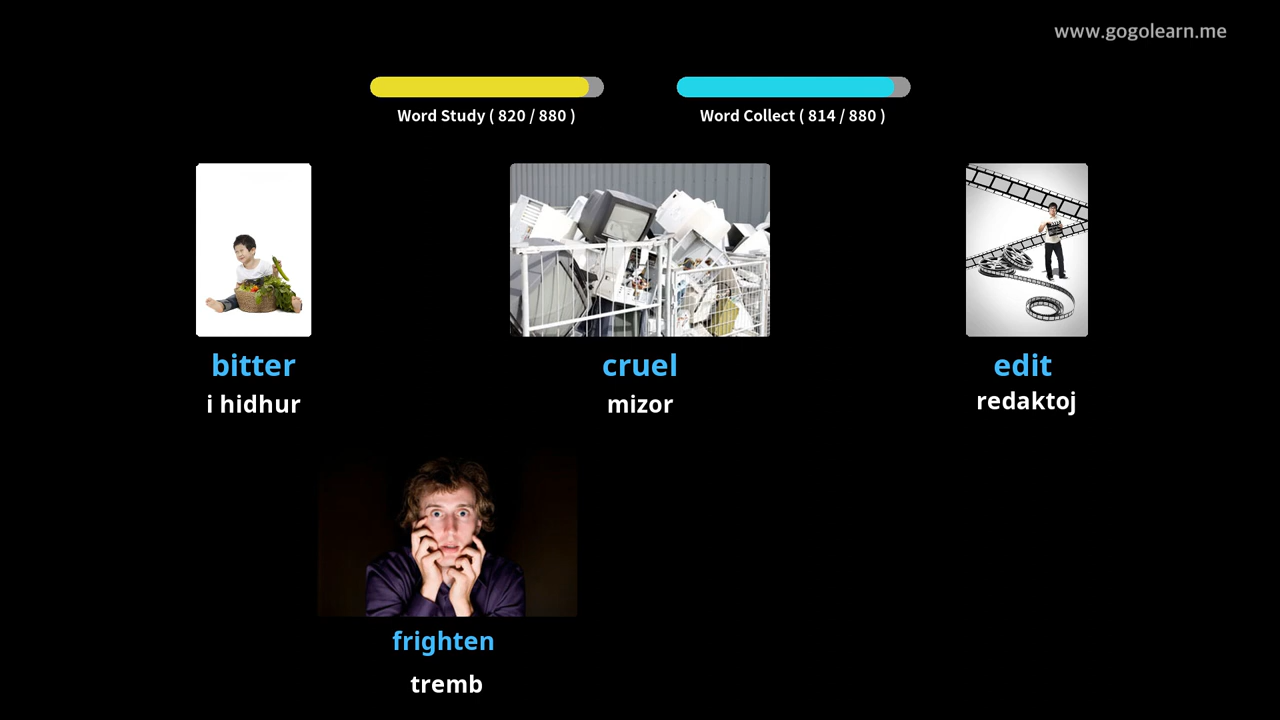 www.gogolearn.me
Word Study ( 820 / 880 )
Word Collect ( 814 / 880 )
bitter
i hidhur
cruel
mizor
edit
redaktoj
frighten
tremb